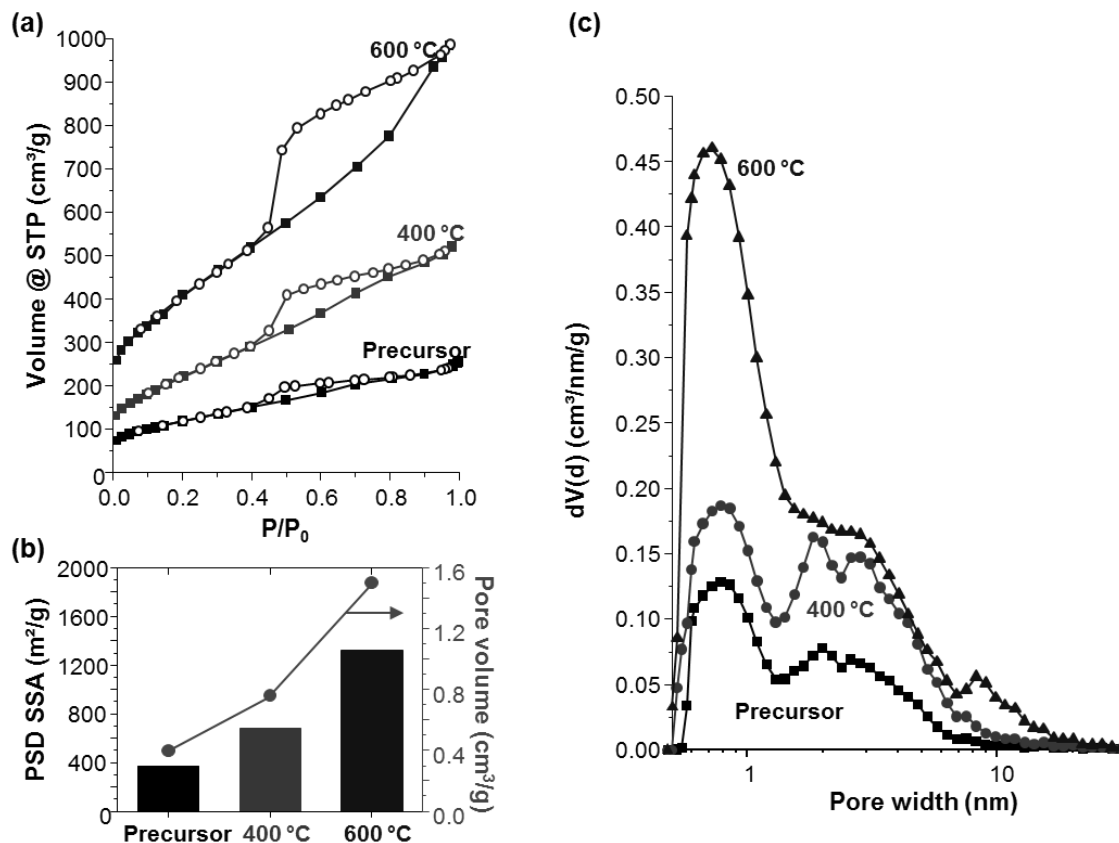 (a)
1000
900
800
700
600
500
400
300
200
100
0
Volume @ STP (cm³/g)
600 °C
400 °C
Precursor
0.0 0.2 0.4 0.6 0.8 1.0
P/P₀
(b)
2000
1600
1200
800
400
0
PSD SSA (m²/g)
1.6
1.2
0.8
0.4
0.0
Pore volume (cm³/g)
Precursor 400 °C 600 °C
(c)
0.50
0.45
0.40
0.35
0.30
0.25
0.20
0.15
0.10
0.05
0.00
dV(d) (cm³/nm/g)
600 °C
400 °C
Precursor
1 10
Pore width (nm)